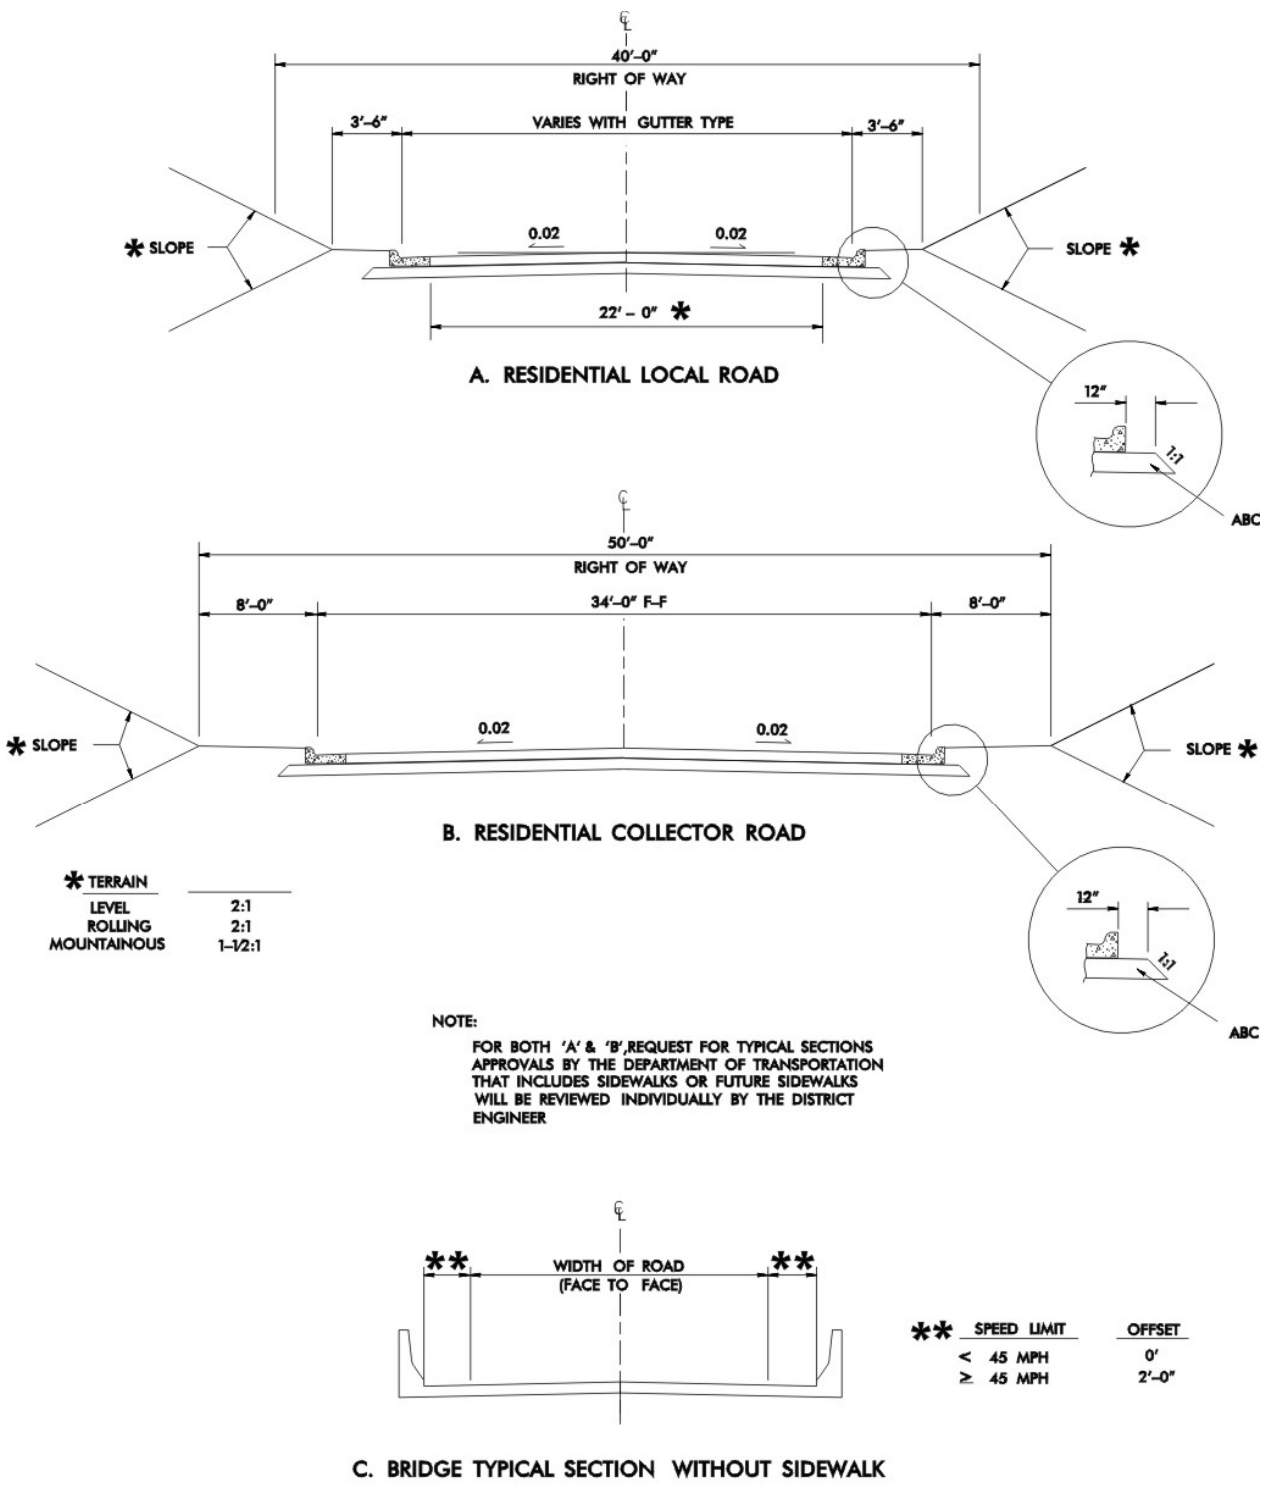 ℄
40'-0"
RIGHT OF WAY
3'-6"
VARIES WITH GUTTER TYPE
3'-6"
0.02
0.02
* SLOPE
SLOPE *
22' - 0" *
A. RESIDENTIAL LOCAL ROAD
12"
1:1
ABC
℄
50'-0"
RIGHT OF WAY
8'-0"
34'-0" F-F
8'-0"
0.02
0.02
* SLOPE
SLOPE *
B. RESIDENTIAL COLLECTOR ROAD
* TERRAIN
LEVEL 2:1
ROLLING 2:1
MOUNTAINOUS 1-1/2:1
12"
1:1
ABC
NOTE:
FOR BOTH 'A' & 'B',REQUEST FOR TYPICAL SECTIONS
APPROVALS BY THE DEPARTMENT OF TRANSPORTATION
THAT INCLUDES SIDEWALKS OR FUTURE SIDEWALKS
WILL BE REVIEWED INDIVIDUALLY BY THE DISTRICT
ENGINEER
℄
**
WIDTH OF ROAD
(FACE TO FACE)
**
** SPEED LIMIT OFFSET
< 45 MPH 0'
≥ 45 MPH 2'-0"
C. BRIDGE TYPICAL SECTION WITHOUT SIDEWALK